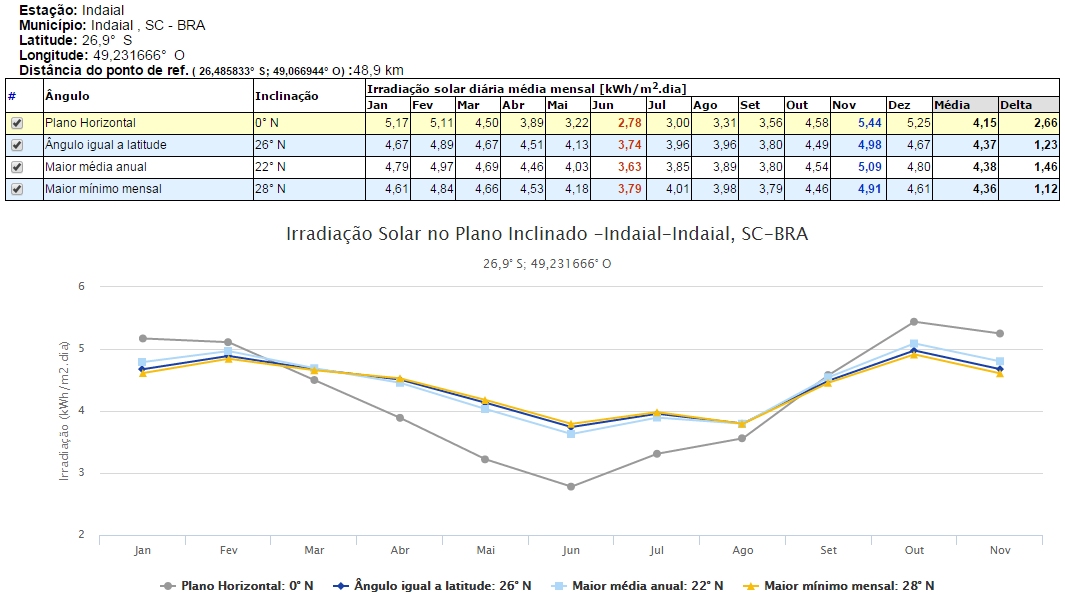 Estação: Indaial
Município: Indaial , SC - BRA
Latitude: 26,9° S
Longitude: 49,231666° O
Distância do ponto de ref. ( 26,485833° S; 49,066944° O) :48,9 km
# Ângulo Inclinação Irradiação solar diária média mensal [kWh/m².dia]
Jan Fev Mar Abr Mai Jun Jul Ago Set Out Nov Dez Média Delta
Plano Horizontal 0° N 5,17 5,11 4,50 3,89 3,22 2,78 3,00 3,31 3,56 4,58 5,44 5,25 4,15 2,66
Ângulo igual a latitude 26° N 4,67 4,89 4,67 4,51 4,13 3,74 3,96 3,96 3,80 4,49 4,98 4,67 4,37 1,23
Maior média anual 22° N 4,79 4,97 4,69 4,46 4,03 3,63 3,85 3,89 3,80 4,54 5,09 4,80 4,38 1,46
Maior mínimo mensal 28° N 4,61 4,84 4,66 4,53 4,18 3,79 4,01 3,98 3,79 4,46 4,91 4,61 4,36 1,12
Irradiação Solar no Plano Inclinado -Indaial-Indaial, SC-BRA
26,9° S; 49,231666° O
Irradiação (kWh/m2.dia)
6
5
4
3
2
Jan Fev Mar Abr Mai Jun Jul Ago Set Out Nov
Plano Horizontal: 0° N Ângulo igual a latitude: 26° N Maior média anual: 22° N Maior mínimo mensal: 28° N